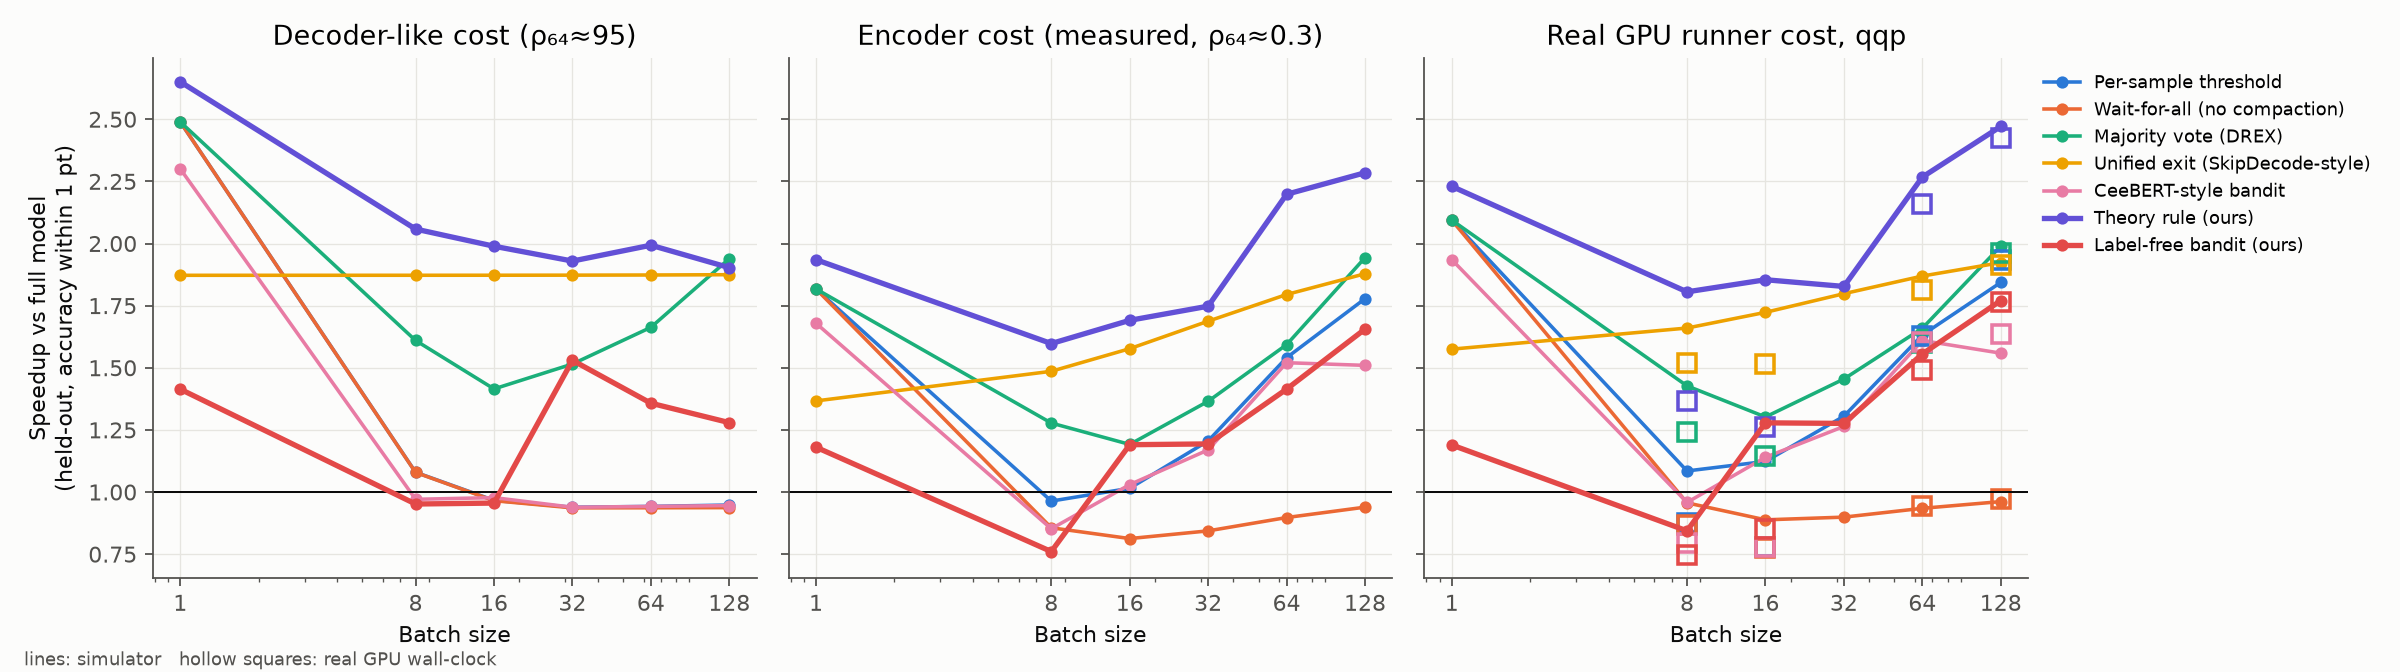 Decoder-like cost (ρ₆₄≈95)
Encoder cost (measured, ρ₆₄≈0.3)
Real GPU runner cost, qqp
Speedup vs full model
(held-out, accuracy within 1 pt)
2.50
2.25
2.00
1.75
1.50
1.25
1.00
0.75
1 8 16 32 64 128
1 8 16 32 64 128
1 8 16 32 64 128
Batch size
Batch size
Batch size
Per-sample threshold
Wait-for-all (no compaction)
Majority vote (DREX)
Unified exit (SkipDecode-style)
CeeBERT-style bandit
Theory rule (ours)
Label-free bandit (ours)
lines: simulator   hollow squares: real GPU wall-clock